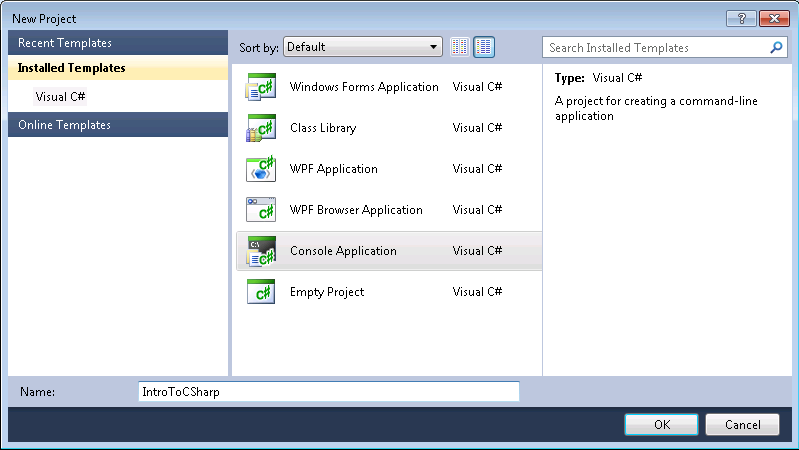 New Project
Recent Templates
Installed Templates
Visual C#
Online Templates
Sort by: Default
Search Installed Templates
Windows Forms Application Visual C#
Class Library Visual C#
WPF Application Visual C#
WPF Browser Application Visual C#
Console Application Visual C#
Empty Project Visual C#
Type: Visual C#
A project for creating a command-line
application
Name: IntroToCSharp
OK Cancel